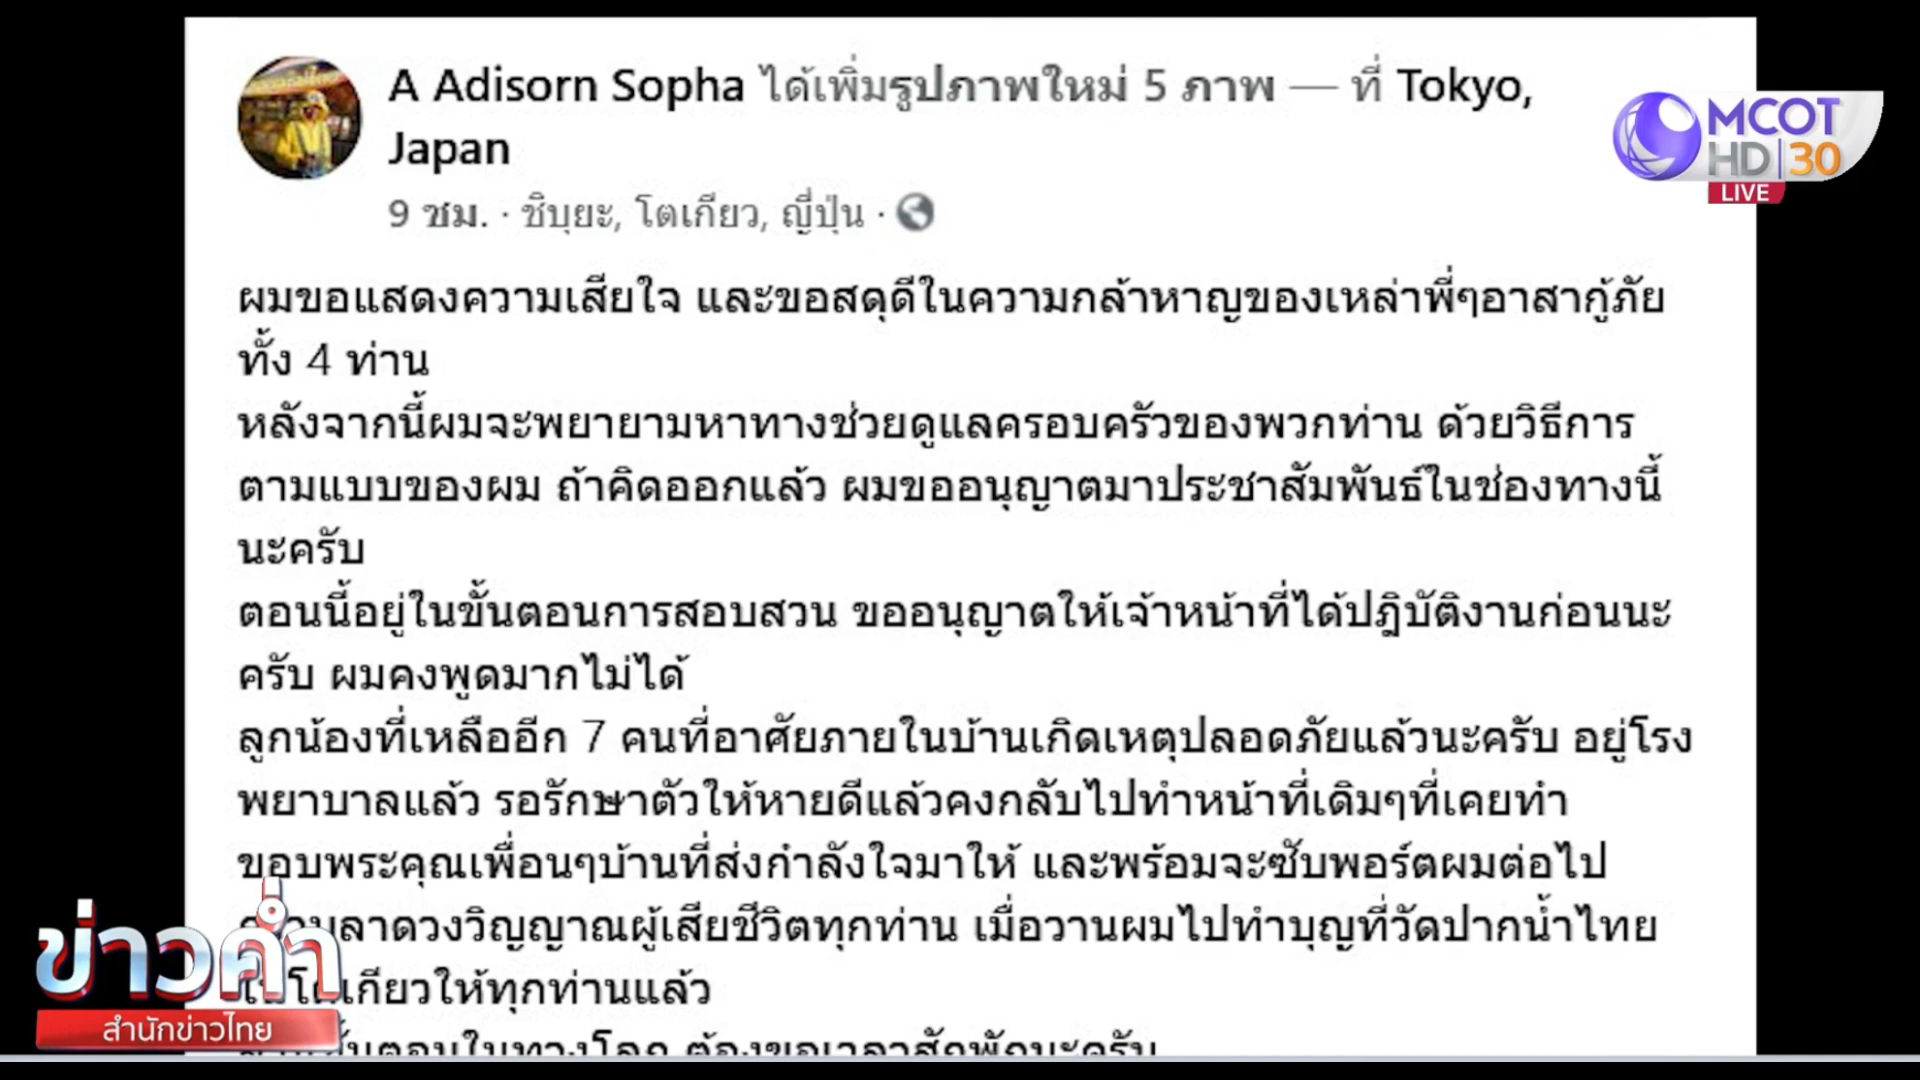 A Adisorn Sopha ได้เพิ่มรูปภาพใหม่ 5 ภาพ — ที่ Tokyo,
Japan
9 ชม. · ชิบุยะ, โตเกียว, ญี่ปุ่น ·
MCOT
HD 30
LIVE
ผมขอแสดงความเสียใจ และขอสดุดีในความกล้าหาญของเหล่าพี่ๆอาสากู้ภัย
ทั้ง 4 ท่าน
หลังจากนี้ผมจะพยายามหาทางช่วยดูแลครอบครัวของพวกท่าน ด้วยวิธีการ
ตามแบบของผม ถ้าคิดออกแล้ว ผมขออนุญาตมาประชาสัมพันธ์ในช่องทางนี้
นะครับ
ตอนนี้อยู่ในขั้นตอนการสอบสวน ขออนุญาตให้เจ้าหน้าที่ได้ปฎิบัติงานก่อนนะ
ครับ ผมคงพูดมากไม่ได้
ลูกน้องที่เหลืออีก 7 คนที่อาศัยภายในบ้านเกิดเหตุปลอดภัยแล้วนะครับ อยู่โรง
พยาบาลแล้ว รอรักษาตัวให้หายดีแล้วคงกลับไปทำหน้าที่เดิมๆที่เคยทำ
ขอบพระคุณเพื่อนๆบ้านที่ส่งกำลังใจมาให้ และพร้อมจะซับพอร์ตผมต่อไป
ลาดวงวิญญาณผู้เสียชีวิตทุกท่าน เมื่อวานผมไปทำบุญที่วัดปากน้ำไทย
ในโตเกียวให้ทุกท่านแล้ว
ต้องขอเวลาสักพักนะครับ
ข่าวค่ำ
สำนักข่าวไทย